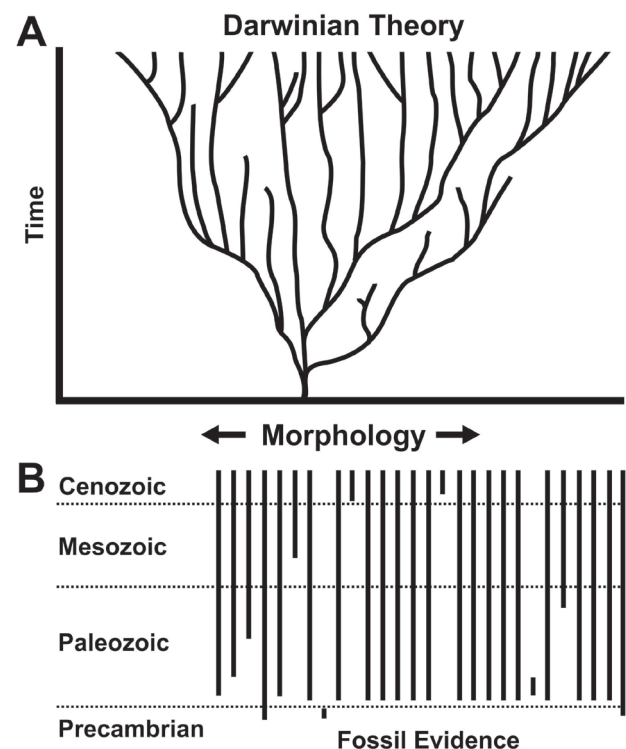 A
Darwinian Theory
Time
Morphology
B
Cenozoic
Mesozoic
Paleozoic
Precambrian
Fossil Evidence